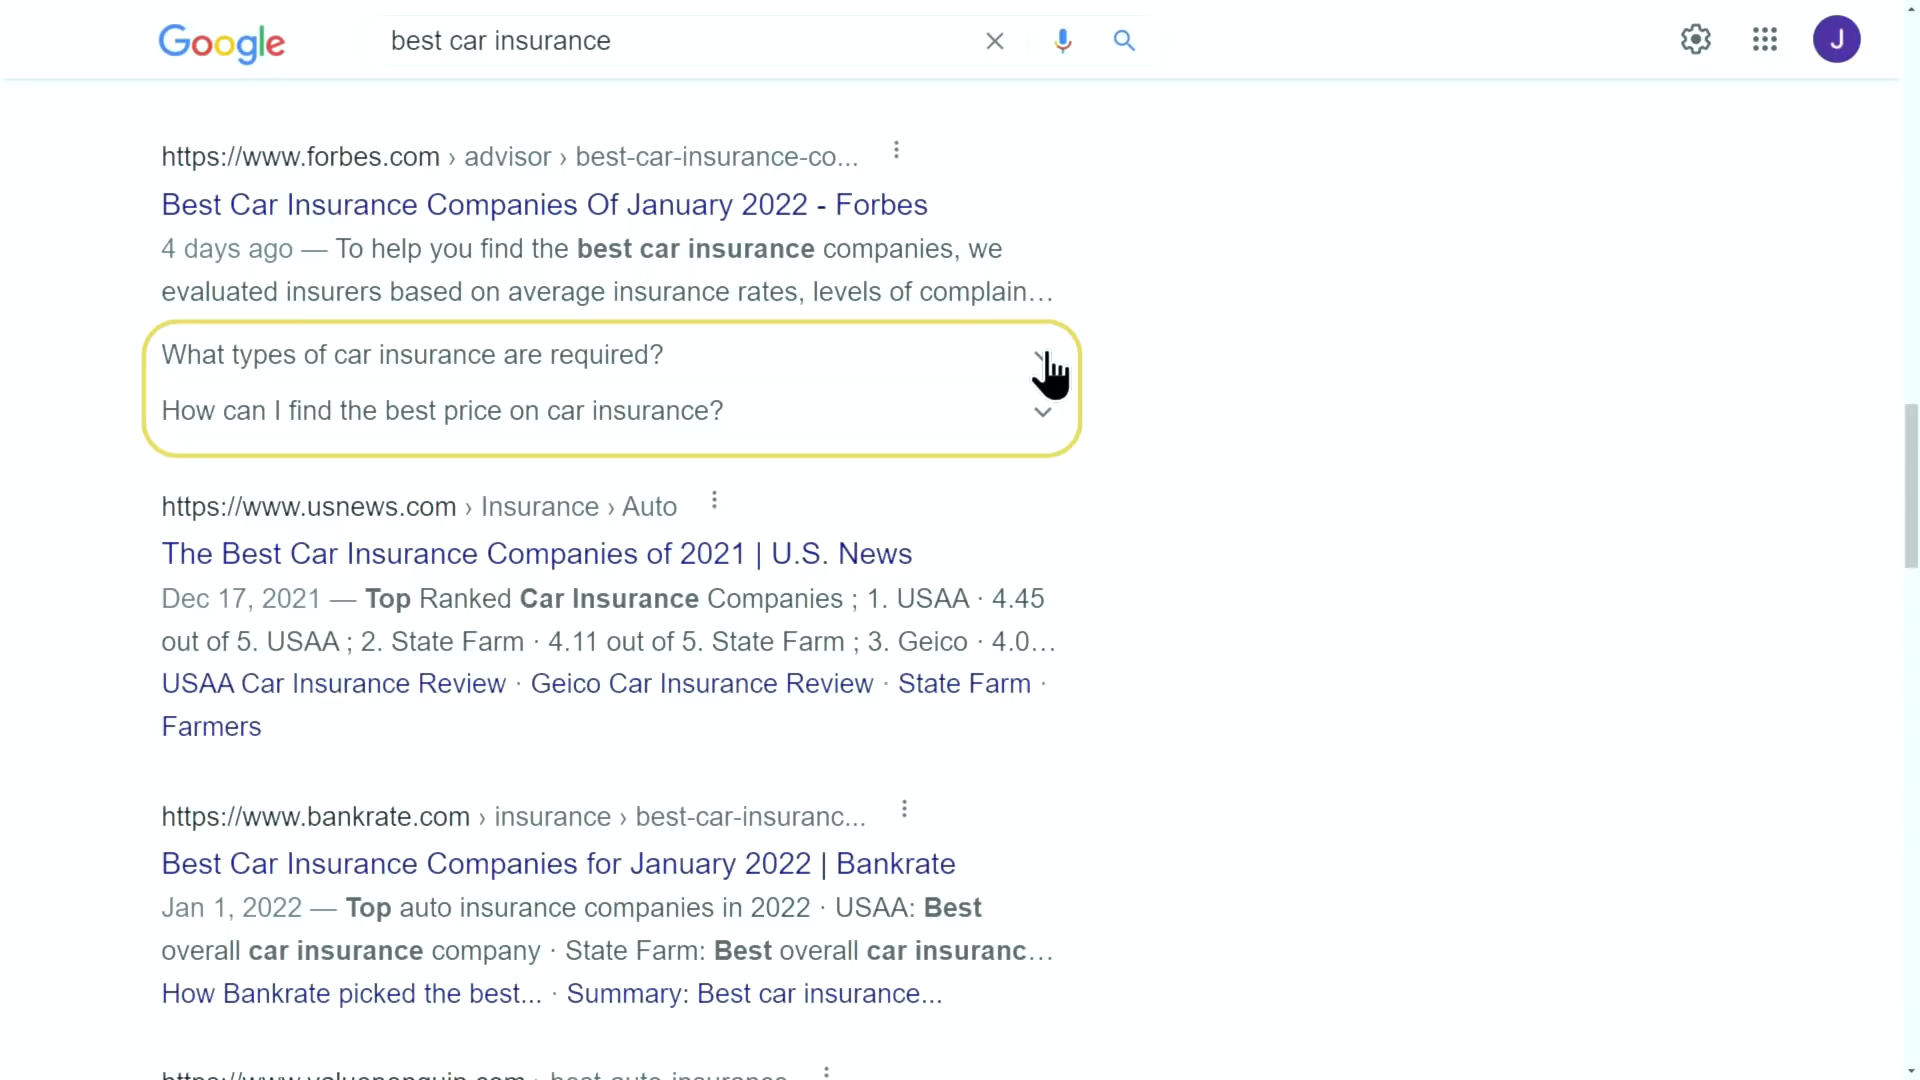 Google
best car insurance
J
https://www.forbes.com › advisor › best-car-insurance-co...
Best Car Insurance Companies Of January 2022 - Forbes
4 days ago — To help you find the best car insurance companies, we
evaluated insurers based on average insurance rates, levels of complain...
What types of car insurance are required?
How can I find the best price on car insurance?
https://www.usnews.com › Insurance › Auto
The Best Car Insurance Companies of 2021 | U.S. News
Dec 17, 2021 — Top Ranked Car Insurance Companies ; 1. USAA · 4.45
out of 5. USAA ; 2. State Farm · 4.11 out of 5. State Farm ; 3. Geico · 4.0...
USAA Car Insurance Review · Geico Car Insurance Review · State Farm ·
Farmers
https://www.bankrate.com › insurance › best-car-insuranc...
Best Car Insurance Companies for January 2022 | Bankrate
Jan 1, 2022 — Top auto insurance companies in 2022 · USAA: Best
overall car insurance company · State Farm: Best overall car insuranc...
How Bankrate picked the best... · Summary: Best car insurance...
https://www.valuepenguin.com › best-auto-insurance...